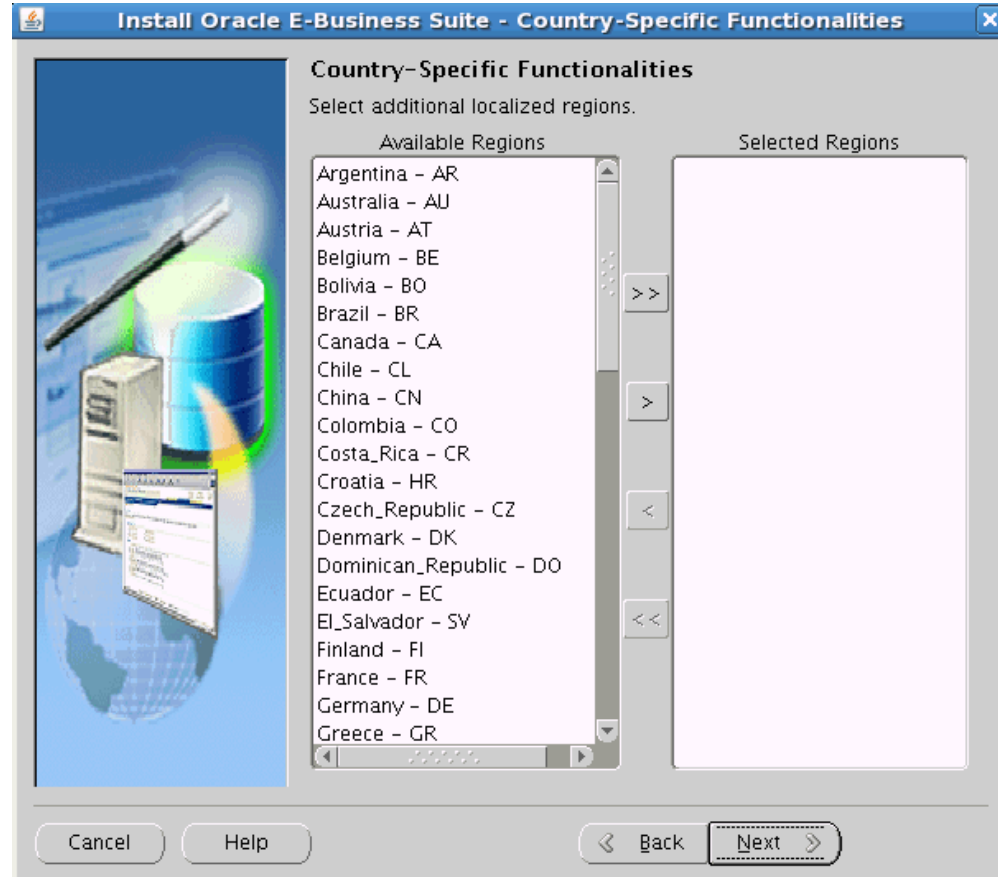 Install Oracle E-Business Suite - Country-Specific Functionalities
Country-Specific Functionalities
Select additional localized regions.
Available Regions
Selected Regions
Argentina - AR
Australia - AU
Austria - AT
Belgium - BE
Bolivia - BO
Brazil - BR
Canada - CA
Chile - CL
China - CN
Colombia - CO
Costa_Rica - CR
Croatia - HR
Czech_Republic - CZ
Denmark - DK
Dominican_Republic - DO
Ecuador - EC
El_Salvador - SV
Finland - FI
France - FR
Germany - DE
Greece - GR
>>
>
<
<<
Cancel
Help
Back
Next